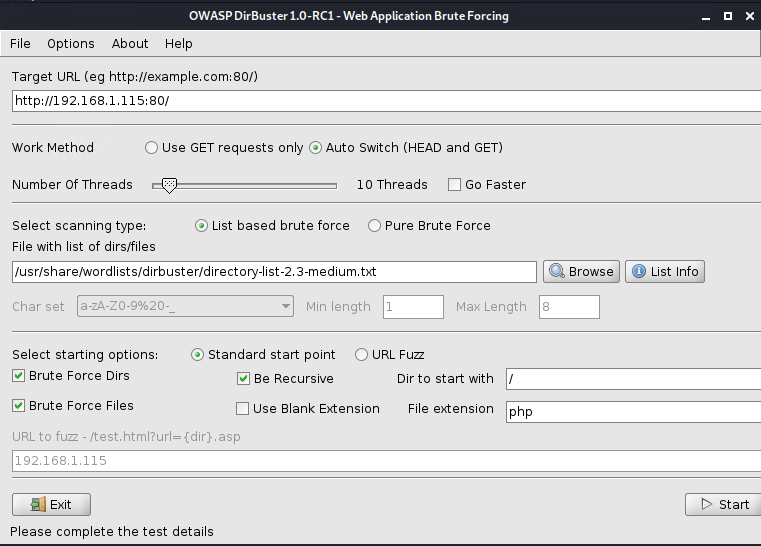 OWASP DirBuster 1.0-RC1 - Web Application Brute Forcing
File Options About Help
Target URL (eg http://example.com:80/)
http://192.168.1.115:80/
Work Method Use GET requests only Auto Switch (HEAD and GET)
Number Of Threads 10 Threads Go Faster
Select scanning type: List based brute force Pure Brute Force
File with list of dirs/files
/usr/share/wordlists/dirbuster/directory-list-2.3-medium.txt Browse List Info
Char set a-zA-Z0-9%20-_ Min length 1 Max Length 8
Select starting options: Standard start point URL Fuzz
Brute Force Dirs Be Recursive Dir to start with /
Brute Force Files Use Blank Extension File extension php
URL to fuzz - /test.html?url={dir}.asp
192.168.1.115
Exit Start
Please complete the test details